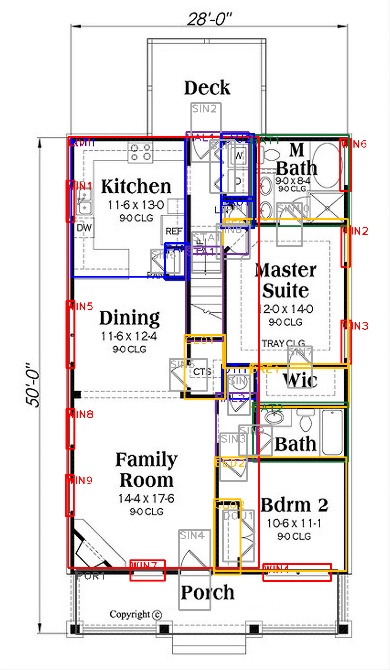 28'-0"
Deck
SIN2
WIN6
M
Bath
9-0 x 8-4
9-0 CLG
W
D
Kitchen
11-6 x 13-0
9-0 CLG
WIN1
DW
REF
WIN2
Master
Suite
12-0 x 14-0
9-0 CLG
TRAY CLG
WIN5
Dining
11-6 x 12-4
9-0 CLG
WIN3
50'-0"
CTS
Wic
WIN8
SIN3
Bath
Family
Room
14-4 x 17-6
9-0 CLG
WIN9
Bdrm 2
10-6 x 11-1
9-0 CLG
DOU1
SIN4
WIN7
WIN4
POR1
Porch
Copyright ©